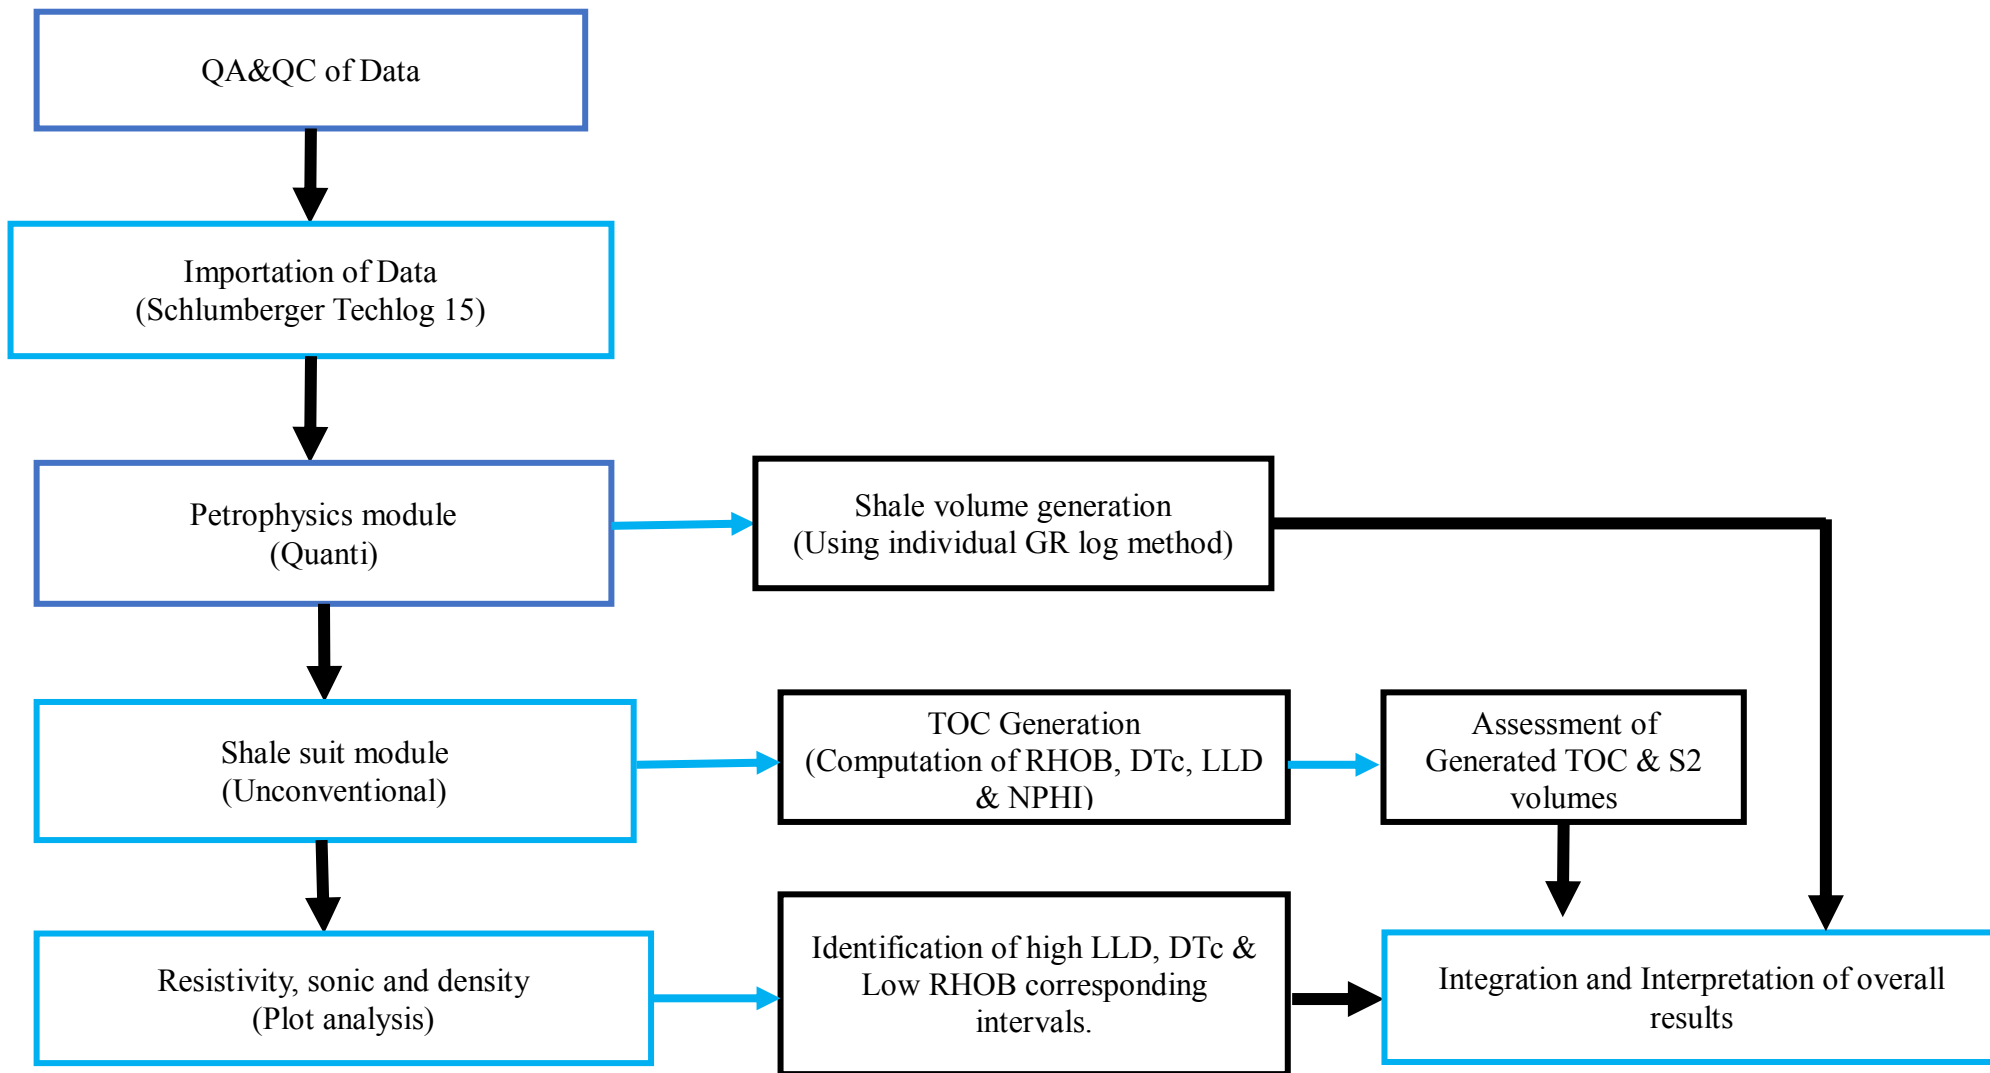 QA&QC of Data
Importation of Data
(Schlumberger Techlog 15)
Petrophysics module
(Quanti)
Shale volume generation
(Using individual GR log method)
Shale suit module
(Unconventional)
TOC Generation
(Computation of RHOB, DTc, LLD
& NPHI)
Assessment of
Generated TOC & S2
volumes
Resistivity, sonic and density
(Plot analysis)
Identification of high LLD, DTc &
Low RHOB corresponding
intervals.
Integration and Interpretation of overall
results